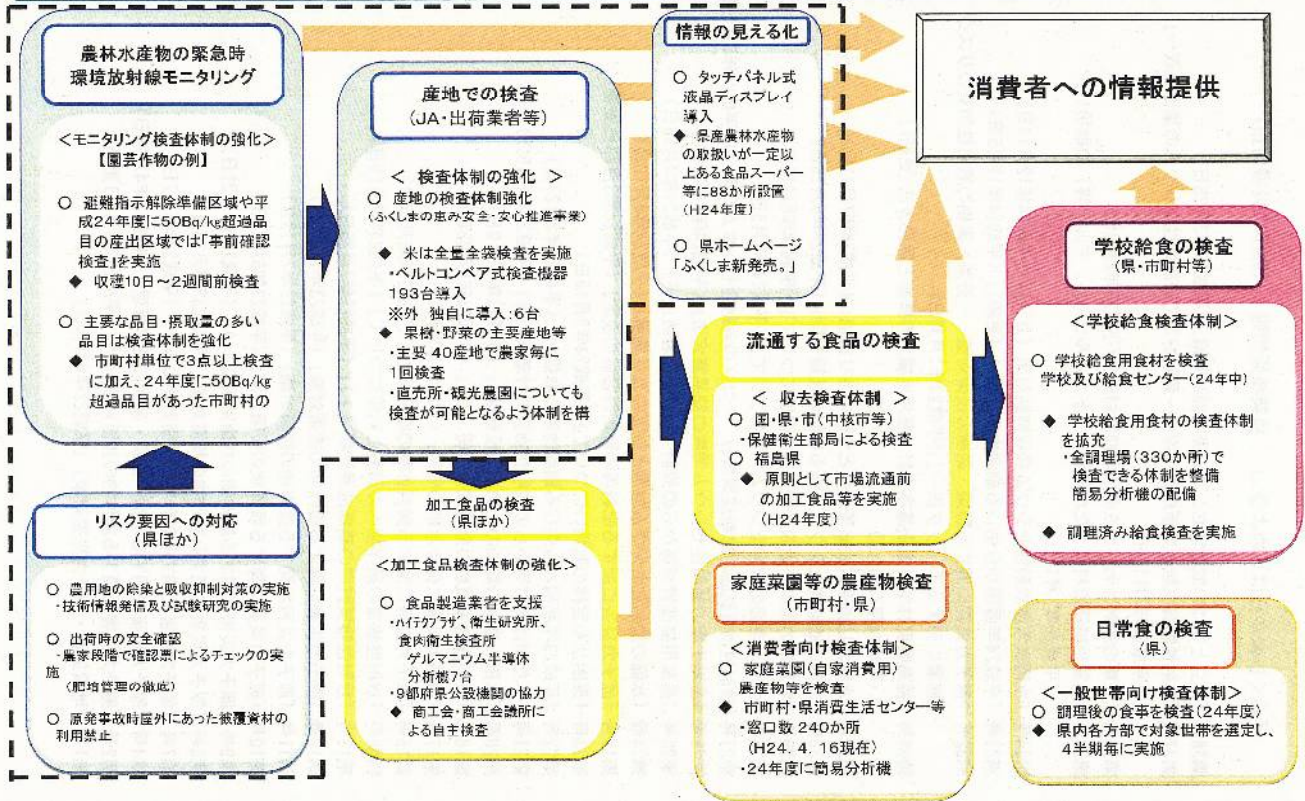 農林水産物の緊急時
環境放射線モニタリング
<モニタリング検査体制の強化>
【園芸作物の例】
○ 避難指示解除準備区域や平
成24年度に50Bq/kg超過品
目の産出区域では「事前確認
検査」を実施
◆ 収穫10日～2週間前検査
○ 主要な品目・摂取量の多い
品目は検査体制を強化
◆ 市町村単位で3点以上検査
に加え、24年度に50Bq/kg
超過品目があった市町村の
産地での検査
(JA・出荷業者等)
< 検査体制の強化 >
○ 産地の検査体制強化
(ふくしまの恵み安全・安心推進事業)
◆ 米は全量全袋検査を実施
・ベルトコンベア式検査機器
193台導入
※外 独自に導入:6台
◆ 果樹・野菜の主要産地等
・主要 40産地で農家毎に
1回検査
・直売所・観光農園についても
検査が可能となるよう体制を構
情報の見える化
○ タッチパネル式
液晶ディスプレイ
導入
◆ 県産農林水産物
の取扱いが一定以
上ある食品スーパー
等に88か所設置
(H24年度)
○ 県ホームページ
「ふくしま新発売。」
消費者への情報提供
リスク要因への対応
(県ほか)
○ 農用地の除染と吸収抑制対策の実施
・技術情報発信及び試験研究の実施
○ 出荷時の安全確認
・農家段階で確認票によるチェックの実
施
(肥培管理の徹底)
○ 原発事故時屋外にあった被覆資材の
利用禁止
加工食品の検査
(県ほか)
<加工食品検査体制の強化>
○ 食品製造業者を支援
・ハイテクプラザ、衛生研究所、
食肉衛生検査所
ゲルマニウム半導体
分析機7台
・9都府県公設機関の協力
◆ 商工会・商工会議所に
よる自主検査
流通する食品の検査
< 収去検査体制 >
○ 国・県・市(中核市等)
・保健衛生部局による検査
○ 福島県
◆ 原則として市場流通前
の加工食品等を実施
(H24年度)
家庭菜園等の農産物検査
(市町村・県)
<消費者向け検査体制>
○ 家庭菜園(自家消費用)
農産物等を検査
◆ 市町村・県消費生活センター等
・窓口数 240か所
(H24. 4. 16現在)
・24年度に簡易分析機
学校給食の検査
(県・市町村等)
<学校給食検査体制>
○ 学校給食用食材を検査
学校及び給食センター(24年中)
◆ 学校給食用食材の検査体制
を拡充
・全調理場(330か所)で
検査できる体制を整備
簡易分析機の配備
◆ 調理済み給食検査を実施
日常食の検査
(県)
<一般世帯向け検査体制>
○ 調理後の食事を検査(24年度)
◆ 県内各方部で対象世帯を選定し、
4半期毎に実施